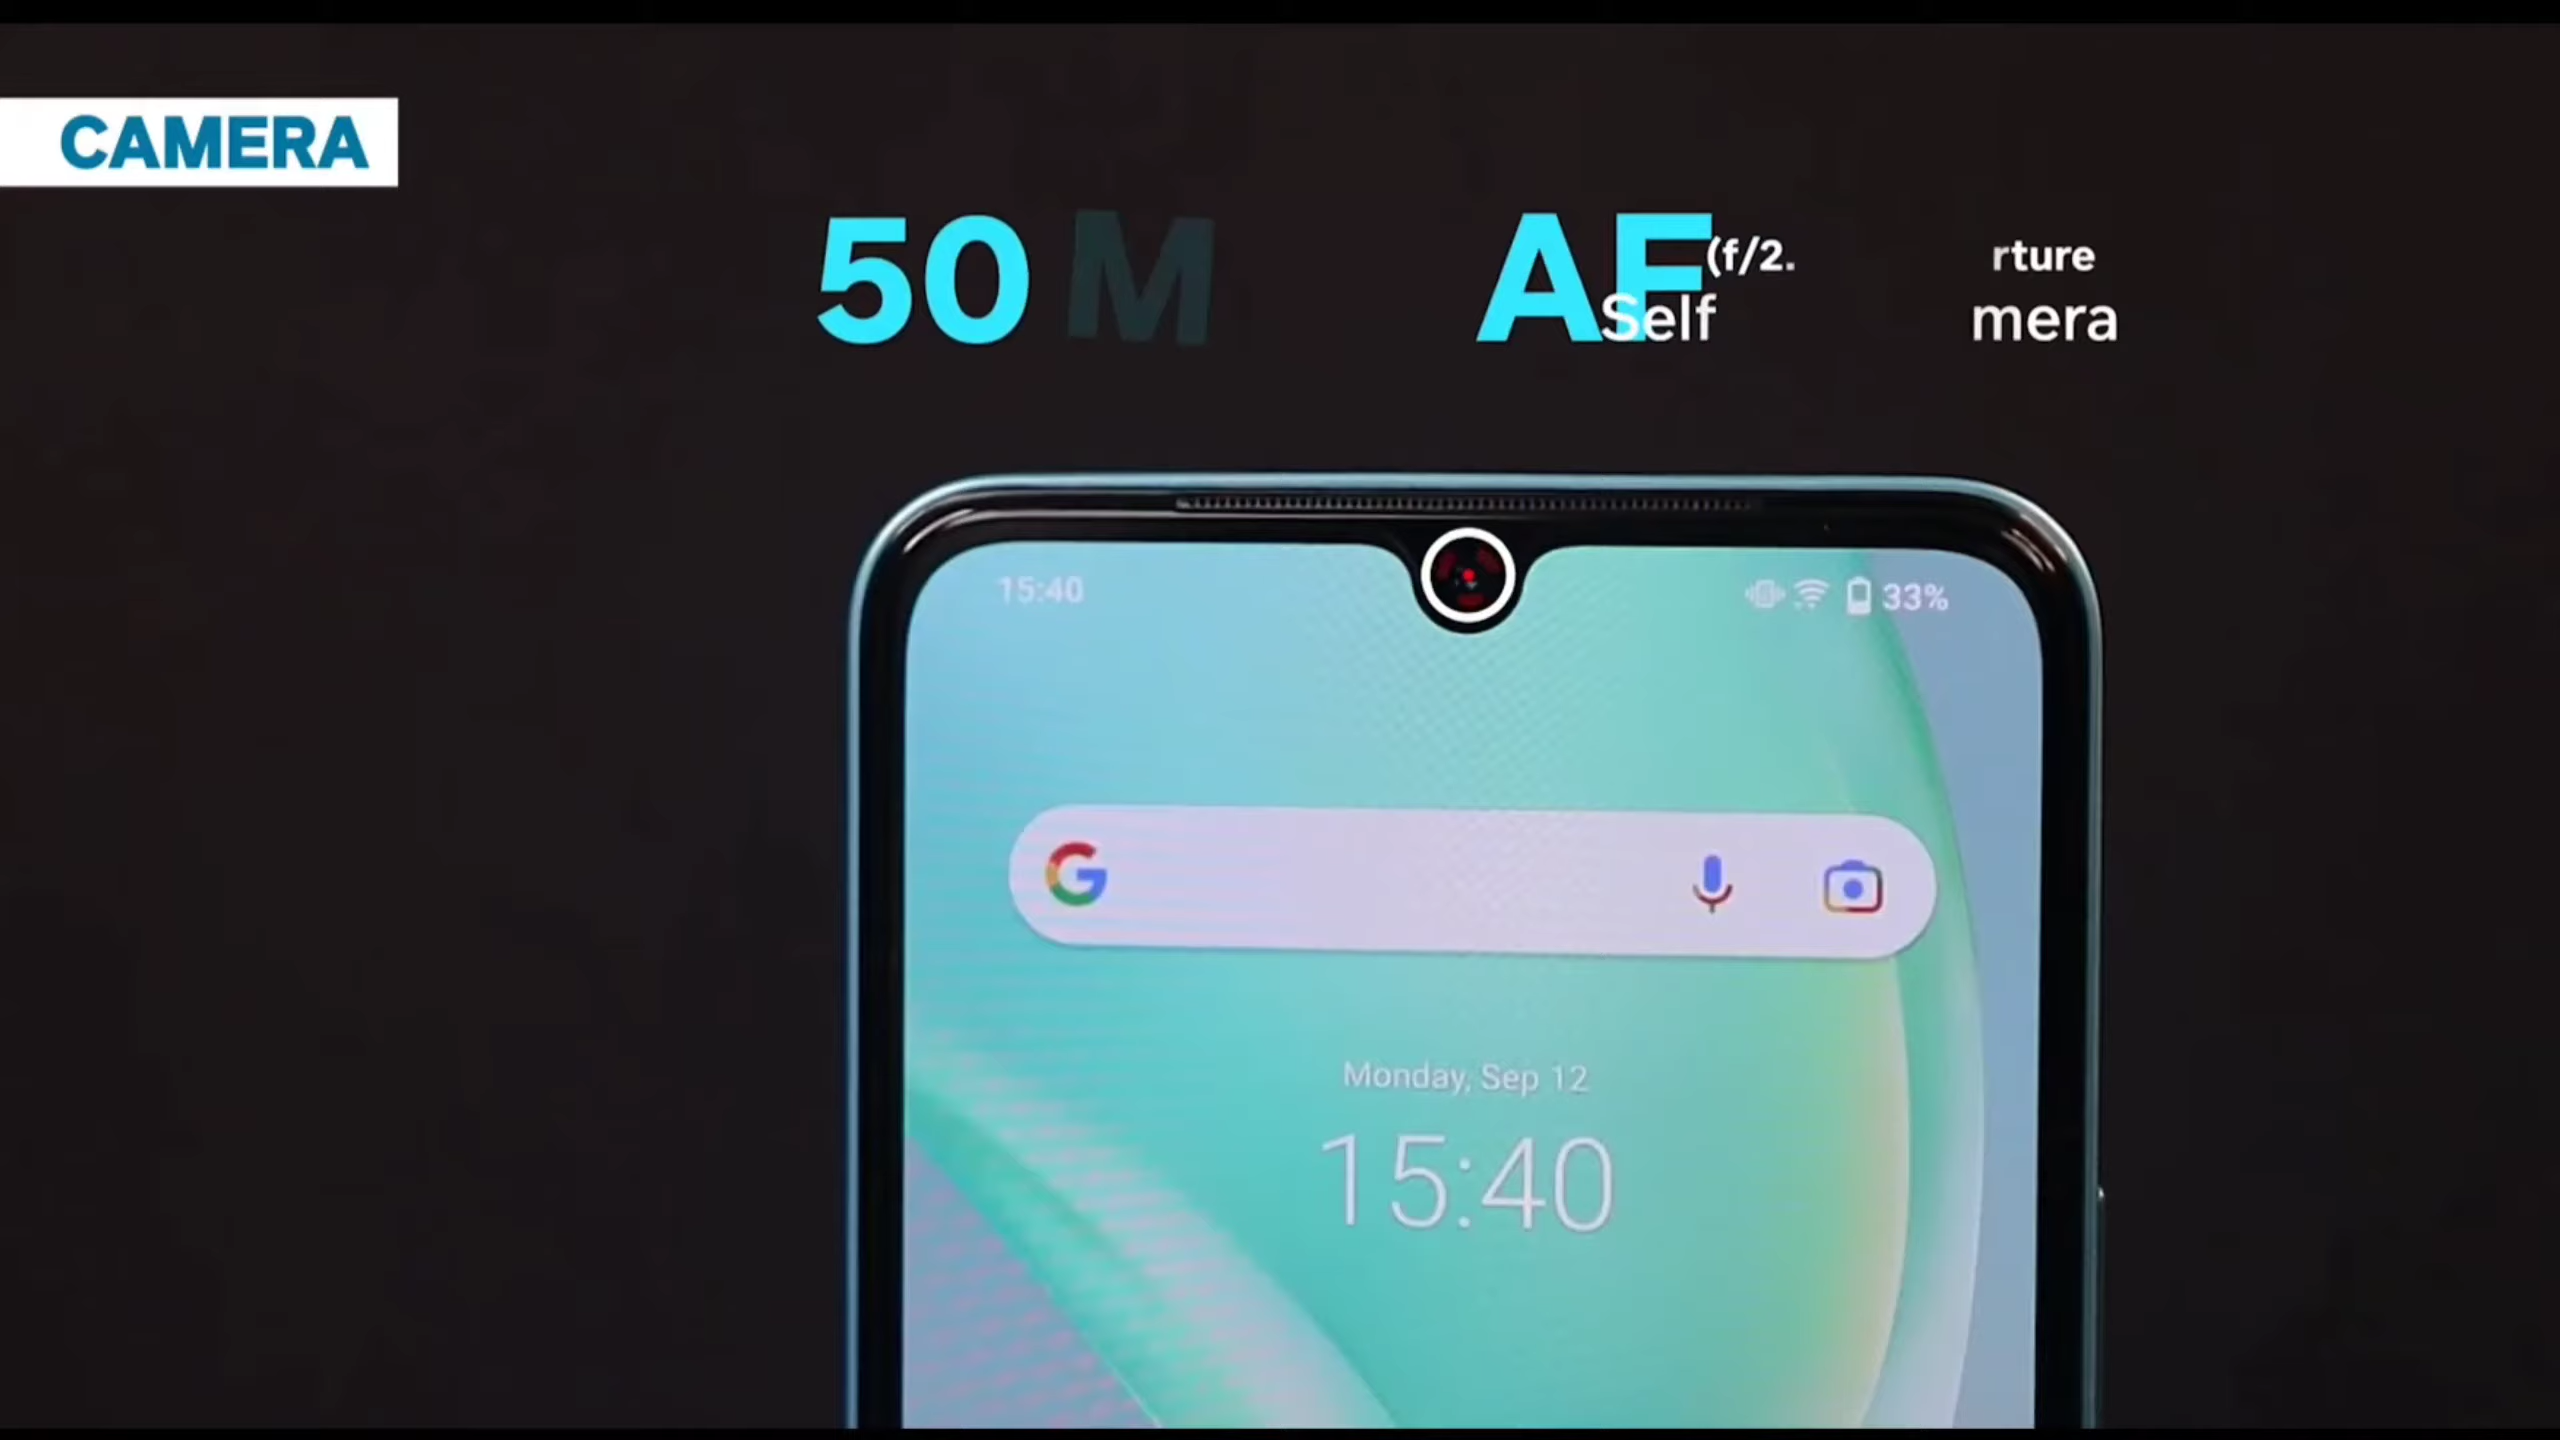 CAMERA
50 M AF (f/2. rture
Self mera
15:40 33%
G
Monday, Sep 12
15:40